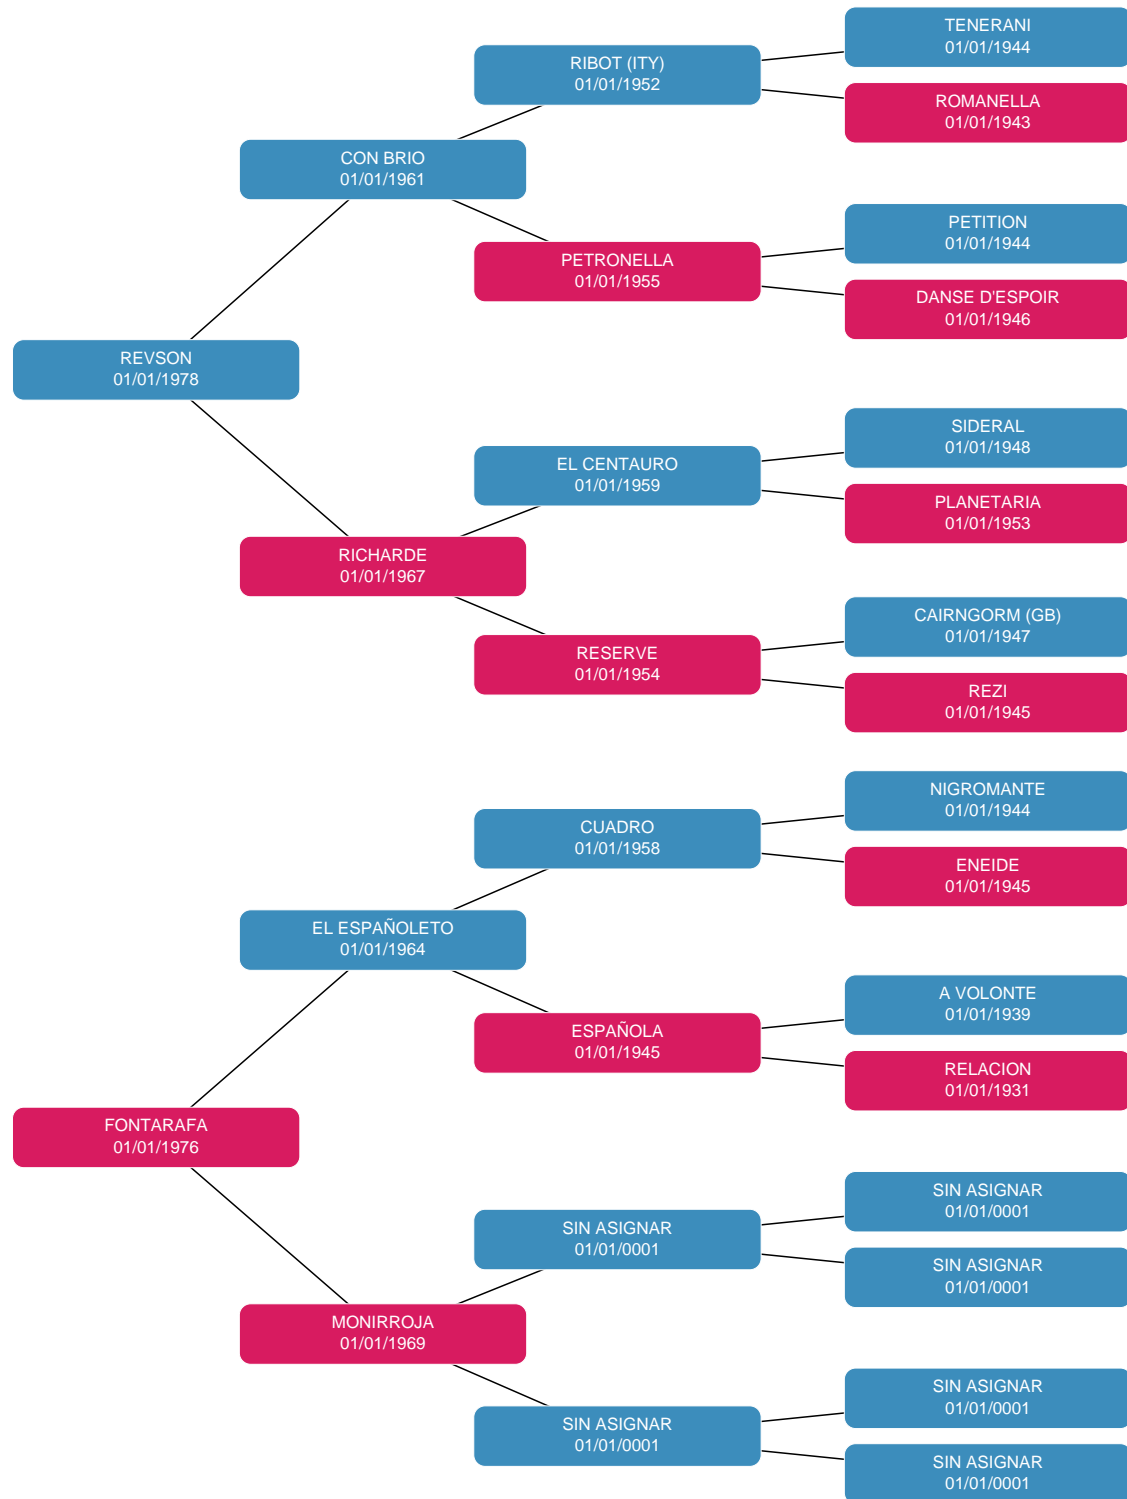 TENERANI
01/01/1944
RIBOT (ITY)
01/01/1952
ROMANELLA
01/01/1943
CON BRIO
01/01/1961
PETITION
01/01/1944
PETRONELLA
01/01/1955
DANSE D'ESPOIR
01/01/1946
REVSON
01/01/1978
SIDERAL
01/01/1948
EL CENTAURO
01/01/1959
PLANETARIA
01/01/1953
RICHARDE
01/01/1967
CAIRNGORM (GB)
01/01/1947
RESERVE
01/01/1954
REZI
01/01/1945
NIGROMANTE
01/01/1944
CUADRO
01/01/1958
ENEIDE
01/01/1945
EL ESPAÑOLETO
01/01/1964
A VOLONTE
01/01/1939
ESPAÑOLA
01/01/1945
RELACION
01/01/1931
FONTARAFA
01/01/1976
SIN ASIGNAR
01/01/0001
SIN ASIGNAR
01/01/0001
SIN ASIGNAR
01/01/0001
MONIRROJA
01/01/1969
SIN ASIGNAR
01/01/0001
SIN ASIGNAR
01/01/0001
SIN ASIGNAR
01/01/0001